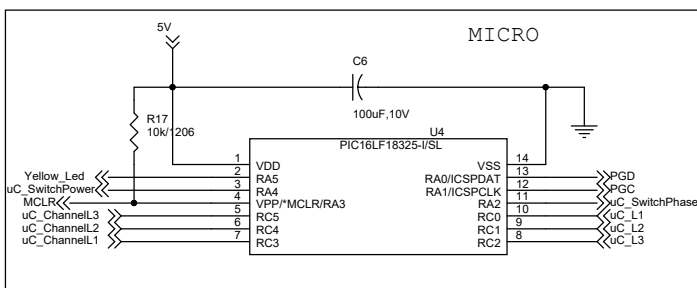 5V
MICRO
C6
100uF,10V
R17
10k/1206
U4
PIC16LF18325-I/SL
1 VDD VSS 14
Yellow_Led 2 RA5 RA0/ICSPDAT 13 PGD
uC_SwitchPower 3 RA4 RA1/ICSPCLK 12 PGC
MCLR 4 VPP/*MCLR/RA3 RA2 11 uC_SwitchPhase
uC_ChannelL3 5 RC5 RC0 10 uC_L1
uC_ChannelL2 6 RC4 RC1 9 uC_L2
uC_ChannelL1 7 RC3 RC2 8 uC_L3